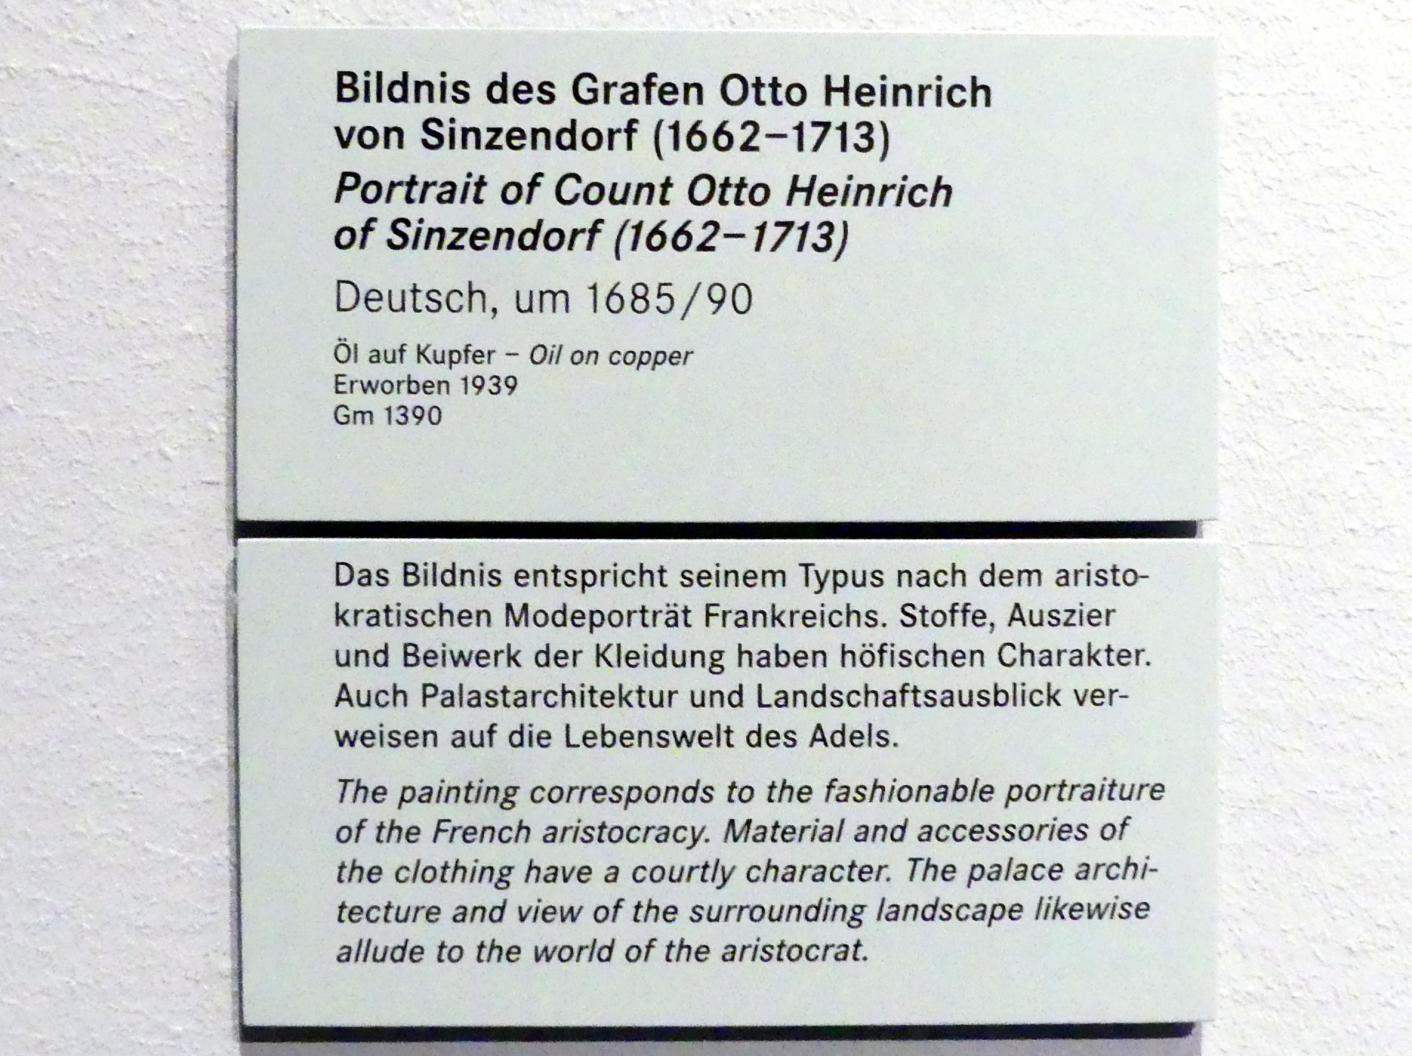 Bildnis des Grafen Otto Heinrich
von Sinzendorf (1662–1713)
Portrait of Count Otto Heinrich
of Sinzendorf (1662–1713)
Deutsch, um 1685/90
Öl auf Kupfer – Oil on copper
Erworben 1939
Gm 1390
Das Bildnis entspricht seinem Typus nach dem aristo-
kratischen Modeporträt Frankreichs. Stoffe, Auszier
und Beiwerk der Kleidung haben höfischen Charakter.
Auch Palastarchitektur und Landschaftsausblick ver-
weisen auf die Lebenswelt des Adels.
The painting corresponds to the fashionable portraiture
of the French aristocracy. Material and accessories of
the clothing have a courtly character. The palace archi-
tecture and view of the surrounding landscape likewise
allude to the world of the aristocrat.